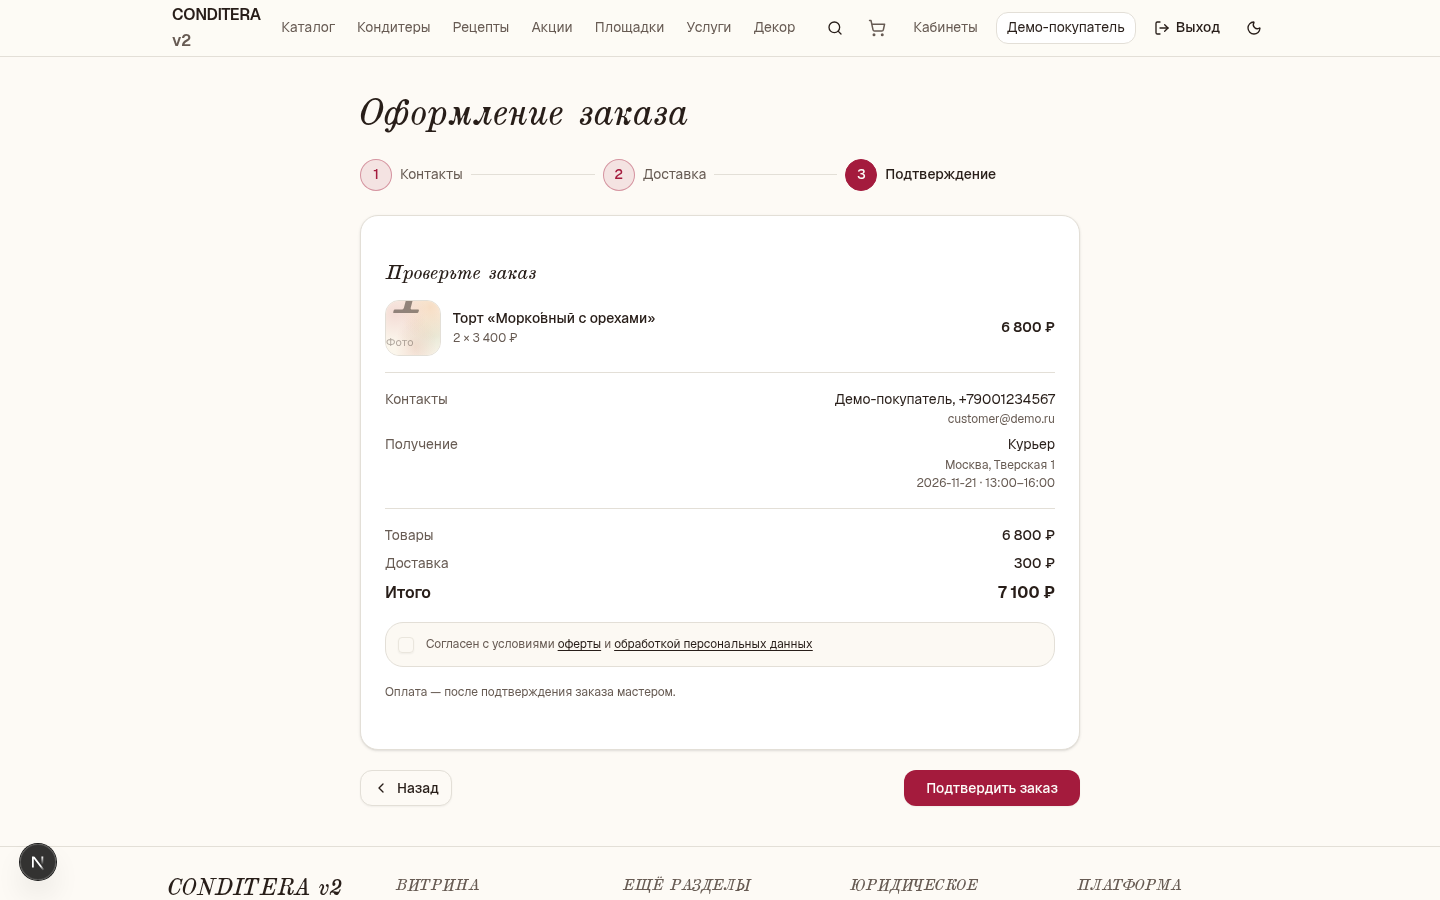 CONDITERA
v2
Каталог Кондитеры Рецепты Акции Площадки Услуги Декор Кабинеты Демо-покупатель Выход
Оформление заказа
1 Контакты 2 Доставка 3 Подтверждение
Проверьте заказ
Фото
Торт «Морко́вный с орехами»
2 × 3 400 ₽
6 800 ₽
Контакты
Демо-покупатель, +79001234567
customer@demo.ru
Получение
Курьер
Москва, Тверская 1
2026-11-21 · 13:00–16:00
Товары 6 800 ₽
Доставка 300 ₽
Итого 7 100 ₽
Согласен с условиями оферты и обработкой персональных данных
Оплата — после подтверждения заказа мастером.
Назад
Подтвердить заказ
N
CONDITERA v2 ВИТРИНА ЕЩЁ РАЗДЕЛЫ ЮРИДИЧЕСКОЕ ПЛАТФОРМА